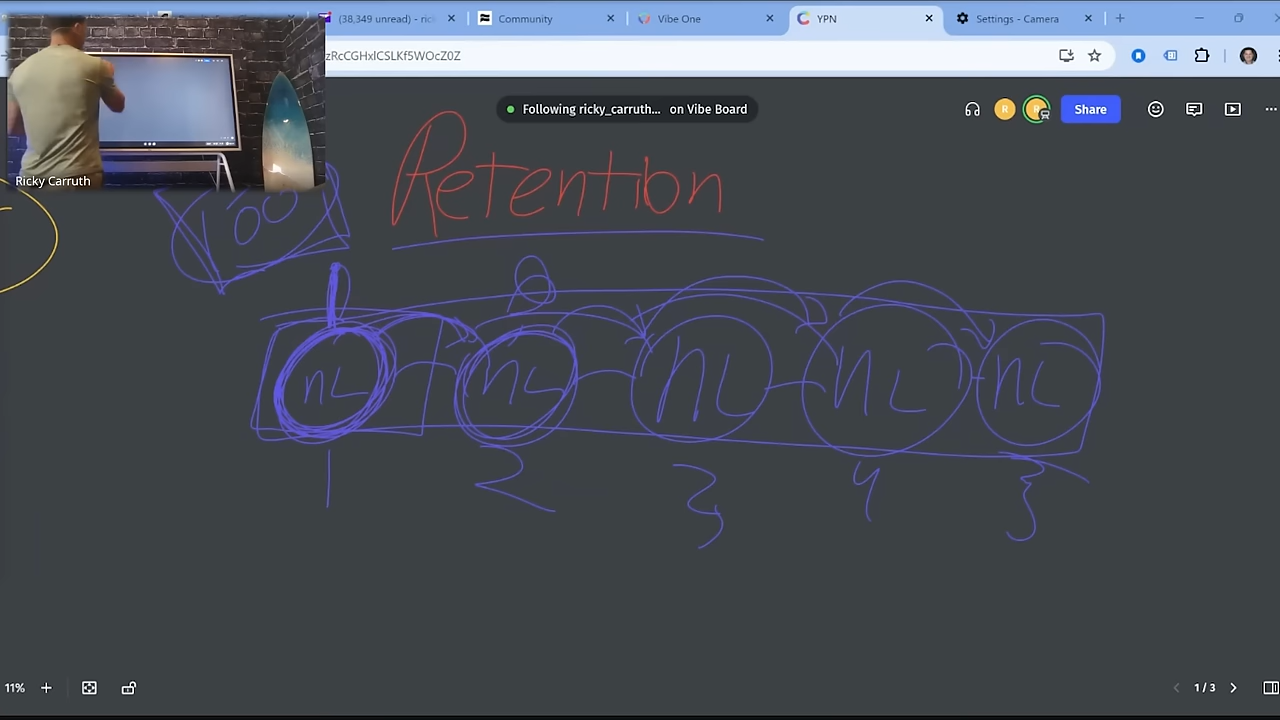 (38,349 unread) - ric
Community
Vibe One
YPN
Settings - Camera
zRcCGHxlCSLKf5WOcZ0Z
Following ricky_carruth... on Vibe Board
R
R
Share
Ricky Carruth
100
Retention
nL nL nL nL nL
1 2 3 4 5
11%
1 / 3